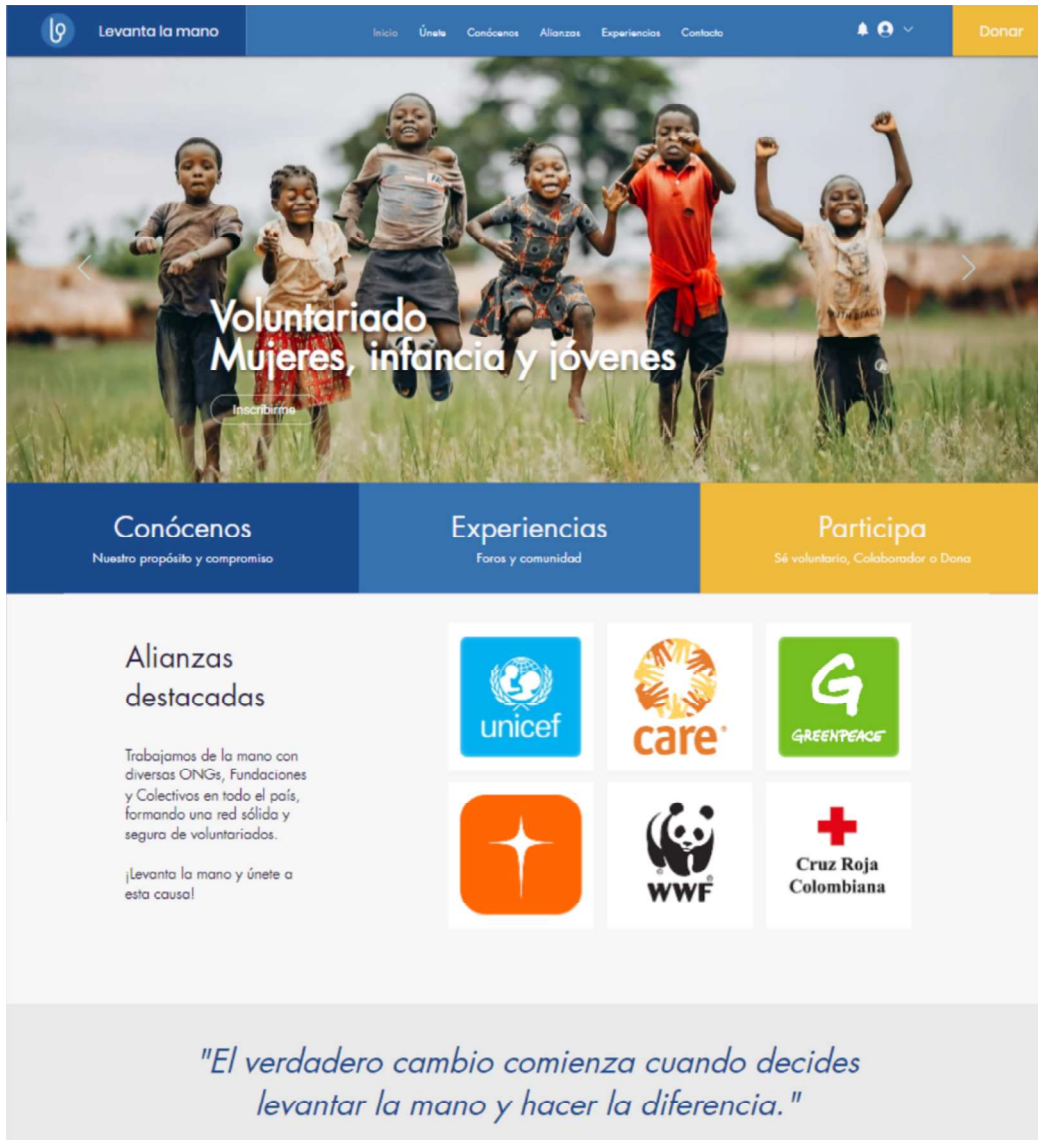 Levanta la mano
Inicio Únete Conócenos Alianzas Experiencias Contacto
Donar
Voluntariado
Mujeres, infancia y jóvenes
Inscribirme
Conócenos
Nuestro propósito y compromiso
Experiencias
Foros y comunidad
Participa
Sé voluntario, Colaborador o Dona
Alianzas
destacadas
Trabajamos de la mano con
diversas ONGs, Fundaciones
y Colectivos en todo el país,
formando una red sólida y
segura de voluntariados.
¡Levanta la mano y únete a
esta causa!
unicef
care
GREENPEACE
WWF
Cruz Roja
Colombiana
"El verdadero cambio comienza cuando decides
levantar la mano y hacer la diferencia."